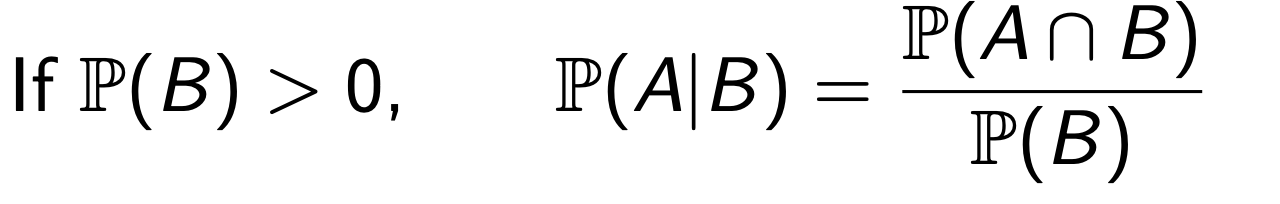 If ℙ(B) > 0, ℙ(A|B) = ℙ(A ∩ B) / ℙ(B)